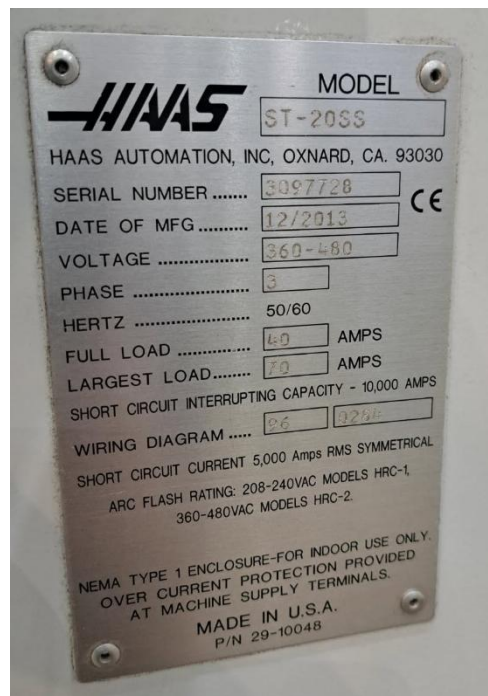 HAAS
MODEL
ST-20SS
HAAS AUTOMATION, INC, OXNARD, CA. 93030
SERIAL NUMBER ....... 3097728
DATE OF MFG.......... 12/2013
CE
VOLTAGE ................ 360-480
PHASE .................. 3
HERTZ .................. 50/60
FULL LOAD .............. 40 AMPS
LARGEST LOAD........ 70 AMPS
SHORT CIRCUIT INTERRUPTING CAPACITY - 10,000 AMPS
WIRING DIAGRAM ..... 96
SHORT CIRCUIT CURRENT 5,000 Amps RMS SYMMETRICAL
ARC FLASH RATING: 208-240VAC MODELS HRC-1,
360-480VAC MODELS HRC-2.
NEMA TYPE 1 ENCLOSURE-FOR INDOOR USE ONLY.
OVER CURRENT PROTECTION PROVIDED
AT MACHINE SUPPLY TERMINALS.
MADE IN U.S.A.
P/N 29-10048